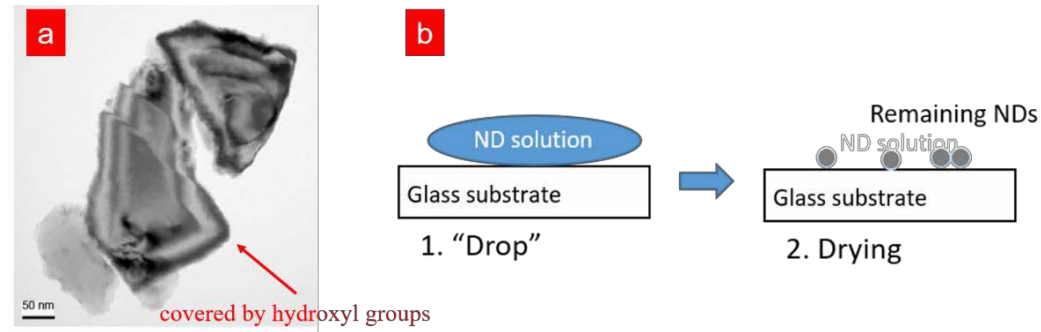 a
50 nm
covered by hydroxyl groups
b
ND solution
Glass substrate
1. “Drop”
Remaining NDs
ND solution
Glass substrate
2. Drying